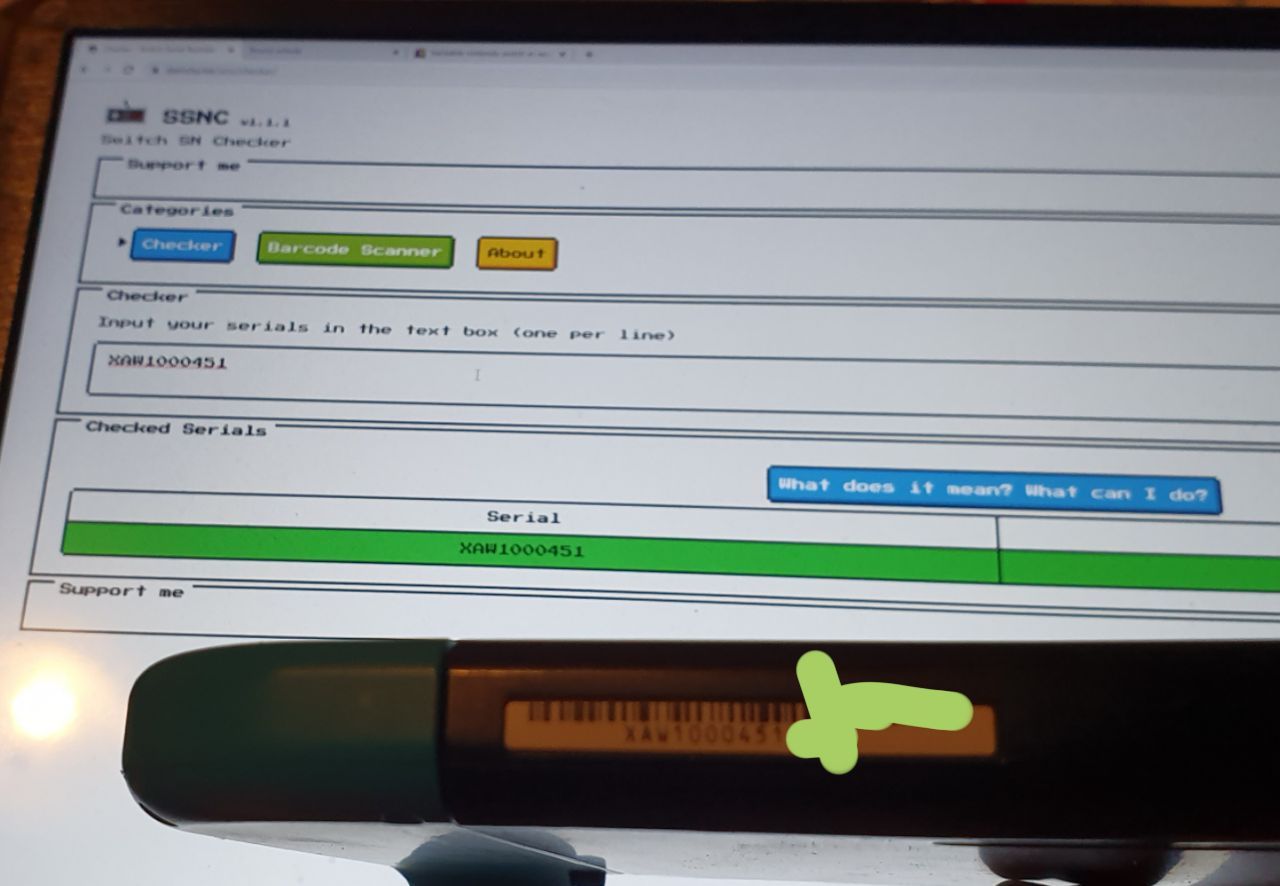 SSNC v1.1.1
Switch SN Checker
Support me
Categories
Checker Barcode Scanner About
Checker
Input your serials in the text box (one per line)
XAW1000451
Checked Serials
What does it mean? What can I do?
Serial
XAW1000451
Support me
XAW1000451